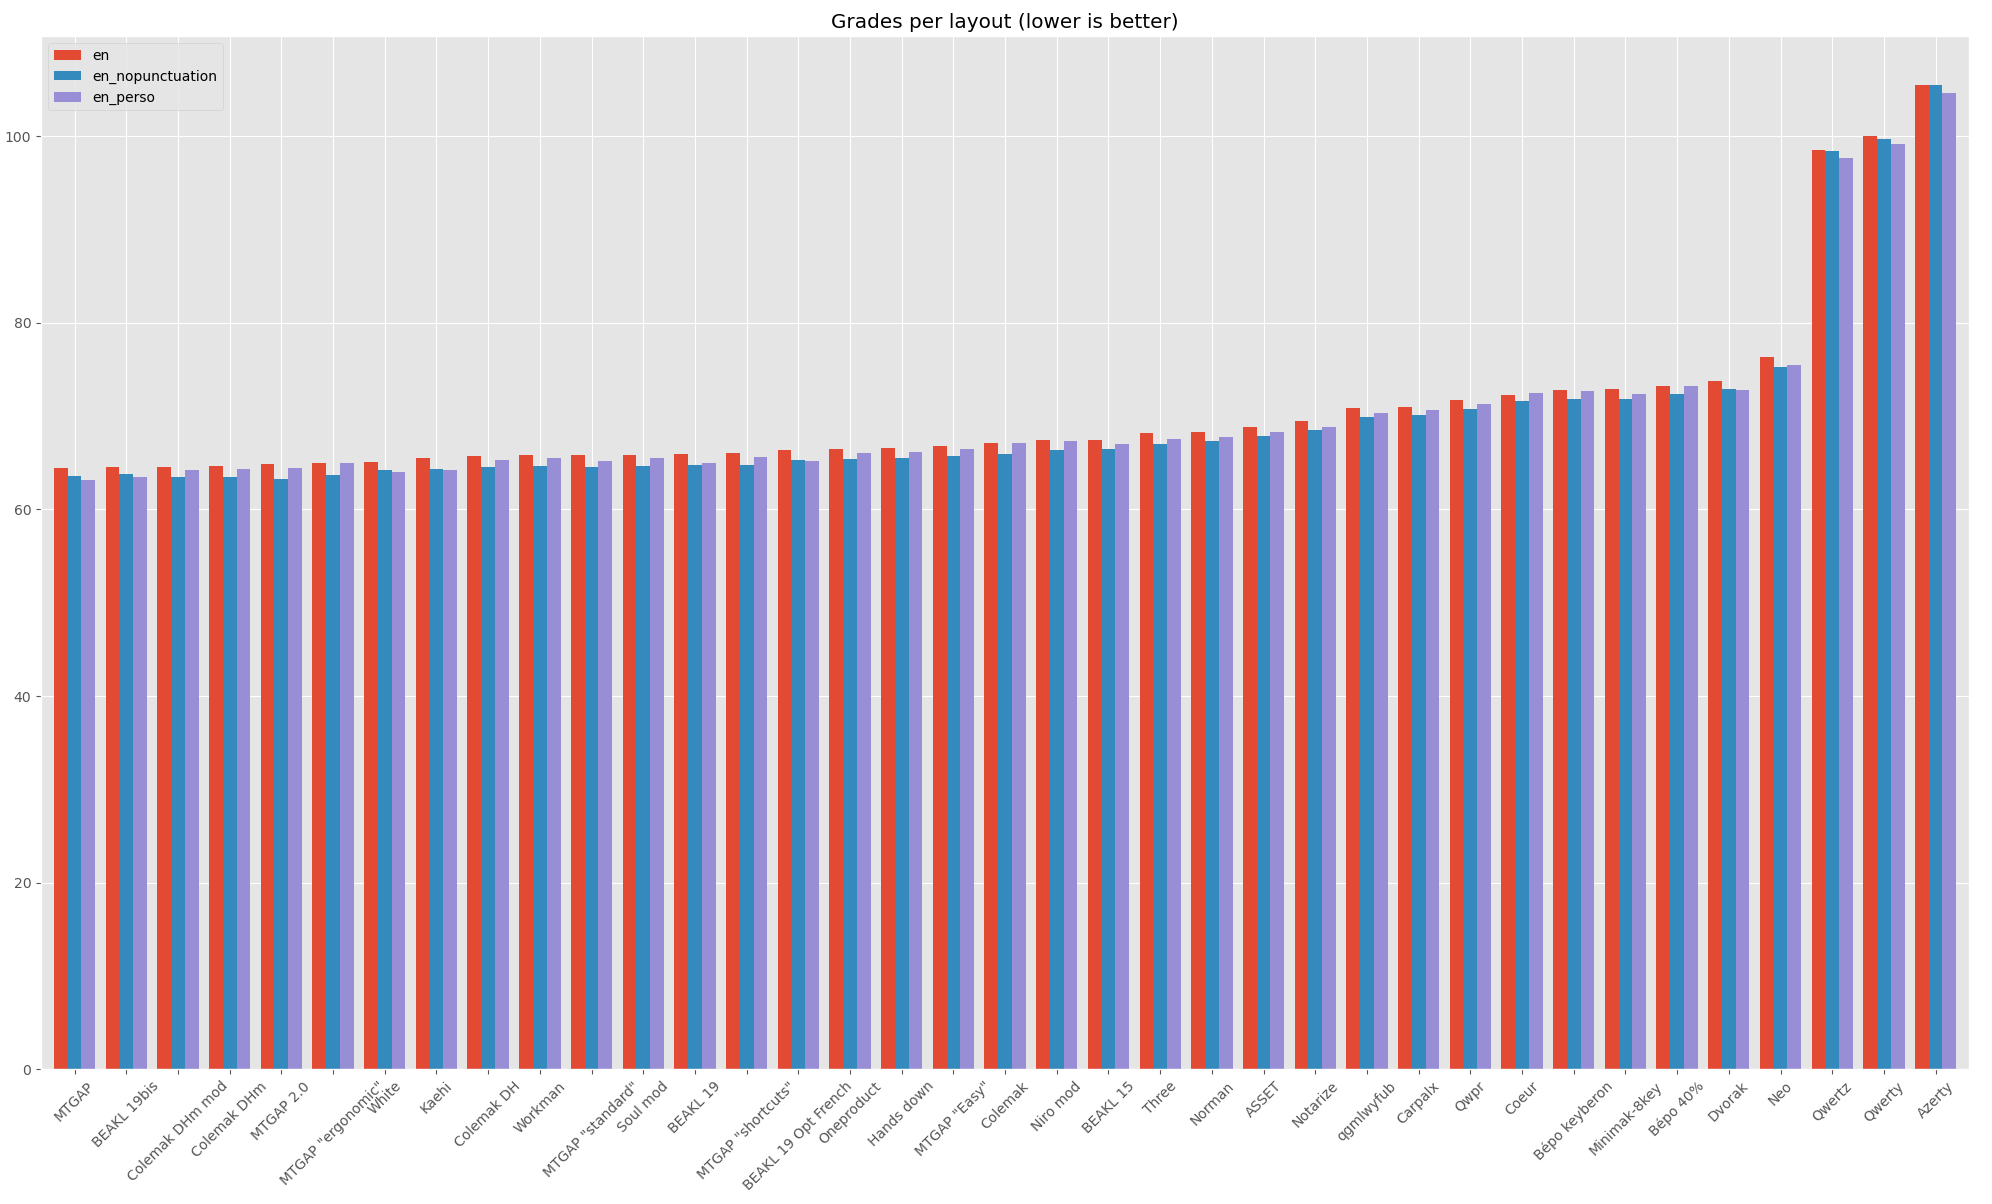 Grades per layout (lower is better)
en
en_nopunctuation
en_perso
100
80
60
40
20
0
MTGAP
BEAKL 19bis
Colemak DHm mod
Colemak DHm
MTGAP 2.0
MTGAP "ergonomic"
White
Kaehi
Colemak DH
Workman
MTGAP "standard"
Soul mod
BEAKL 19
MTGAP "shortcuts"
BEAKL 19 Opt French
Oneproduct
Hands down
MTGAP "Easy"
Colemak
Niro mod
BEAKL 15
Three
Norman
ASSET
Notarize
qgmlwyfub
Carpalx
Qwpr
Coeur
Bépo keyberon
Minimak-8key
Bépo 40%
Dvorak
Neo
Qwertz
Qwerty
Azerty